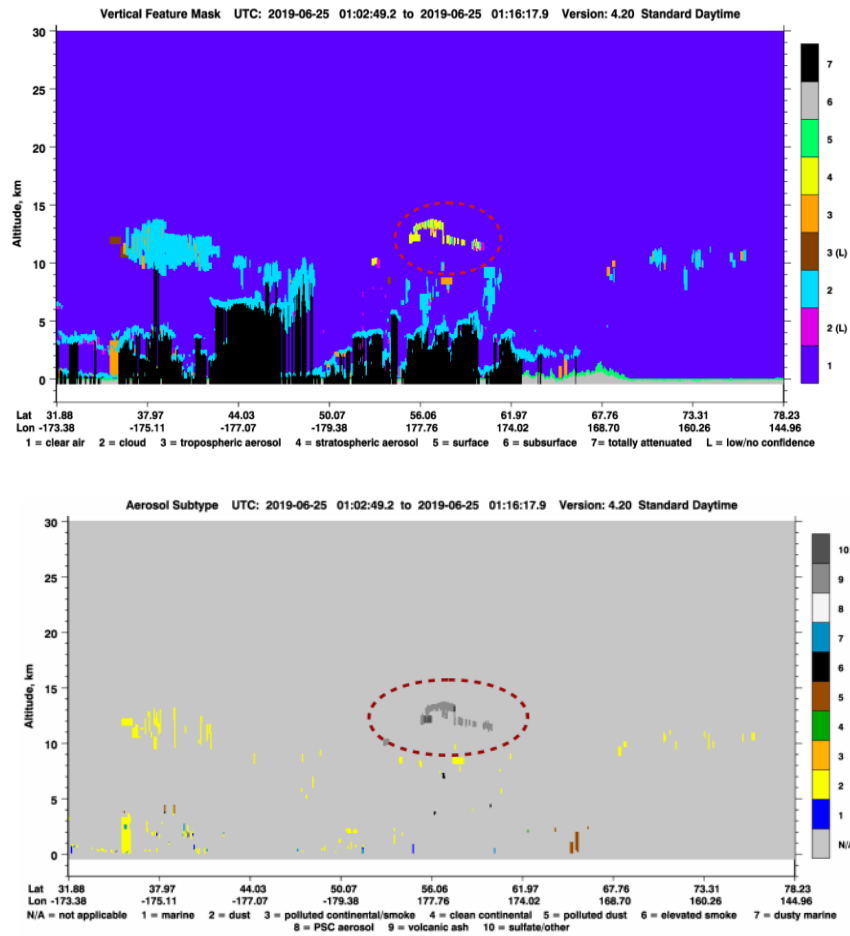 Vertical Feature Mask UTC: 2019-06-25 01:02:49.2 to 2019-06-25 01:16:17.9 Version: 4.20 Standard Daytime
30
25
20
15
10
5
0
Altitude, km
7
6
5
4
3
3 (L)
2
2 (L)
1
Lat 31.88 37.97 44.03 50.07 56.06 61.97 67.76 73.31 78.23
Lon -173.38 -175.11 -177.07 -179.38 177.76 174.02 168.70 160.26 144.96
1 = clear air 2 = cloud 3 = tropospheric aerosol 4 = stratospheric aerosol 5 = surface 6 = subsurface 7= totally attenuated L = low/no confidence
Aerosol Subtype UTC: 2019-06-25 01:02:49.2 to 2019-06-25 01:16:17.9 Version: 4.20 Standard Daytime
30
25
20
15
10
5
0
Altitude, km
10
9
8
7
6
5
4
3
2
1
N/A
Lat 31.88 37.97 44.03 50.07 56.06 61.97 67.76 73.31 78.23
Lon -173.38 -175.11 -177.07 -179.38 177.76 174.02 168.70 160.26 144.96
N/A = not applicable 1 = marine 2 = dust 3 = polluted continental/smoke 4 = clean continental 5 = polluted dust 6 = elevated smoke 7 = dusty marine
8 = PSC aerosol 9 = volcanic ash 10 = sulfate/other